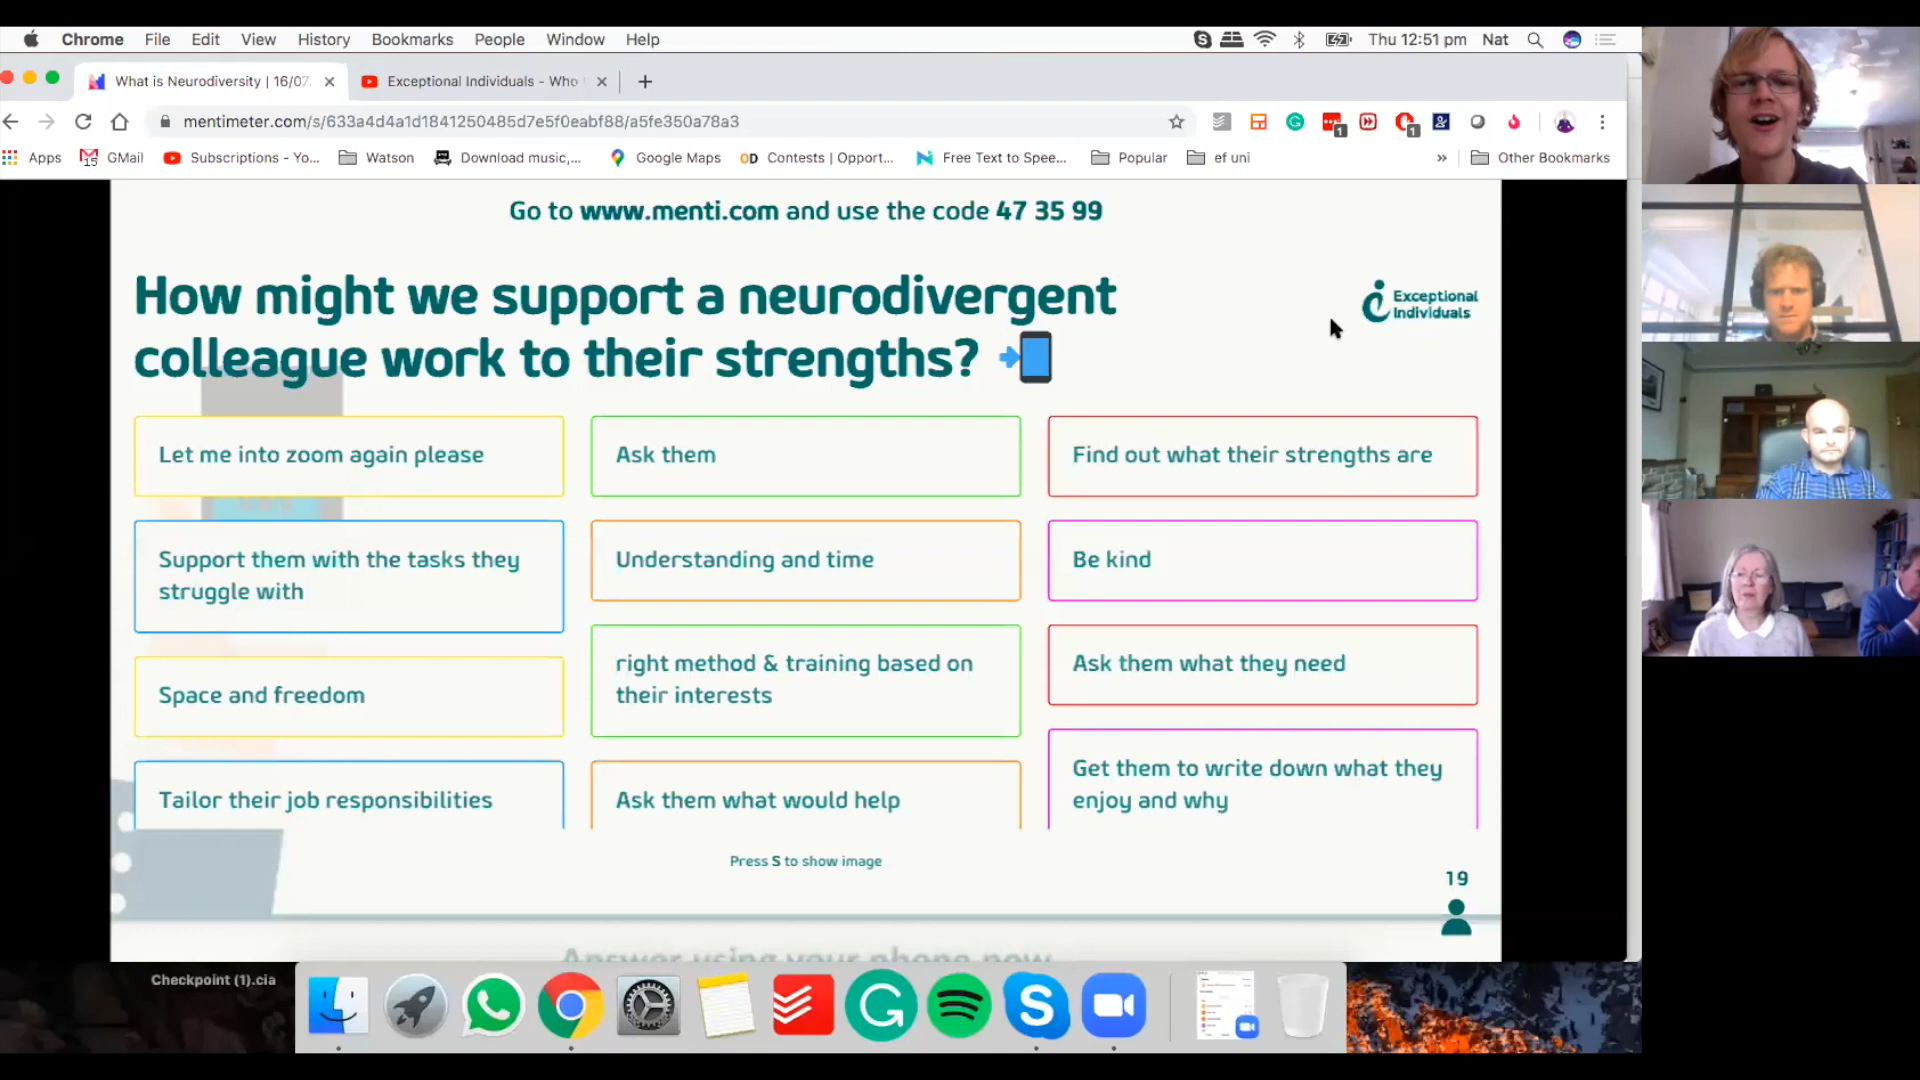 Chrome File Edit View History Bookmarks People Window Help Thu 12:51 pm Nat
What is Neurodiversity | 16/07. Exceptional Individuals - Who
mentimeter.com/s/633a4d4a1d1841250485d7e5f0eabf88/a5fe350a78a3
Apps GMail Subscriptions - Yo... Watson Download music,... Google Maps OD Contests | Opport... Free Text to Spee... Popular ef uni » Other Bookmarks
Go to www.menti.com and use the code 47 35 99
How might we support a neurodivergent
colleague work to their strengths?
Exceptional
Individuals
Let me into zoom again please
Ask them
Find out what their strengths are
Support them with the tasks they
struggle with
Understanding and time
Be kind
Space and freedom
right method & training based on
their interests
Ask them what they need
Tailor their job responsibilities
Ask them what would help
Get them to write down what they
enjoy and why
Press S to show image
19
Answer using your phone now
Checkpoint (1).cia